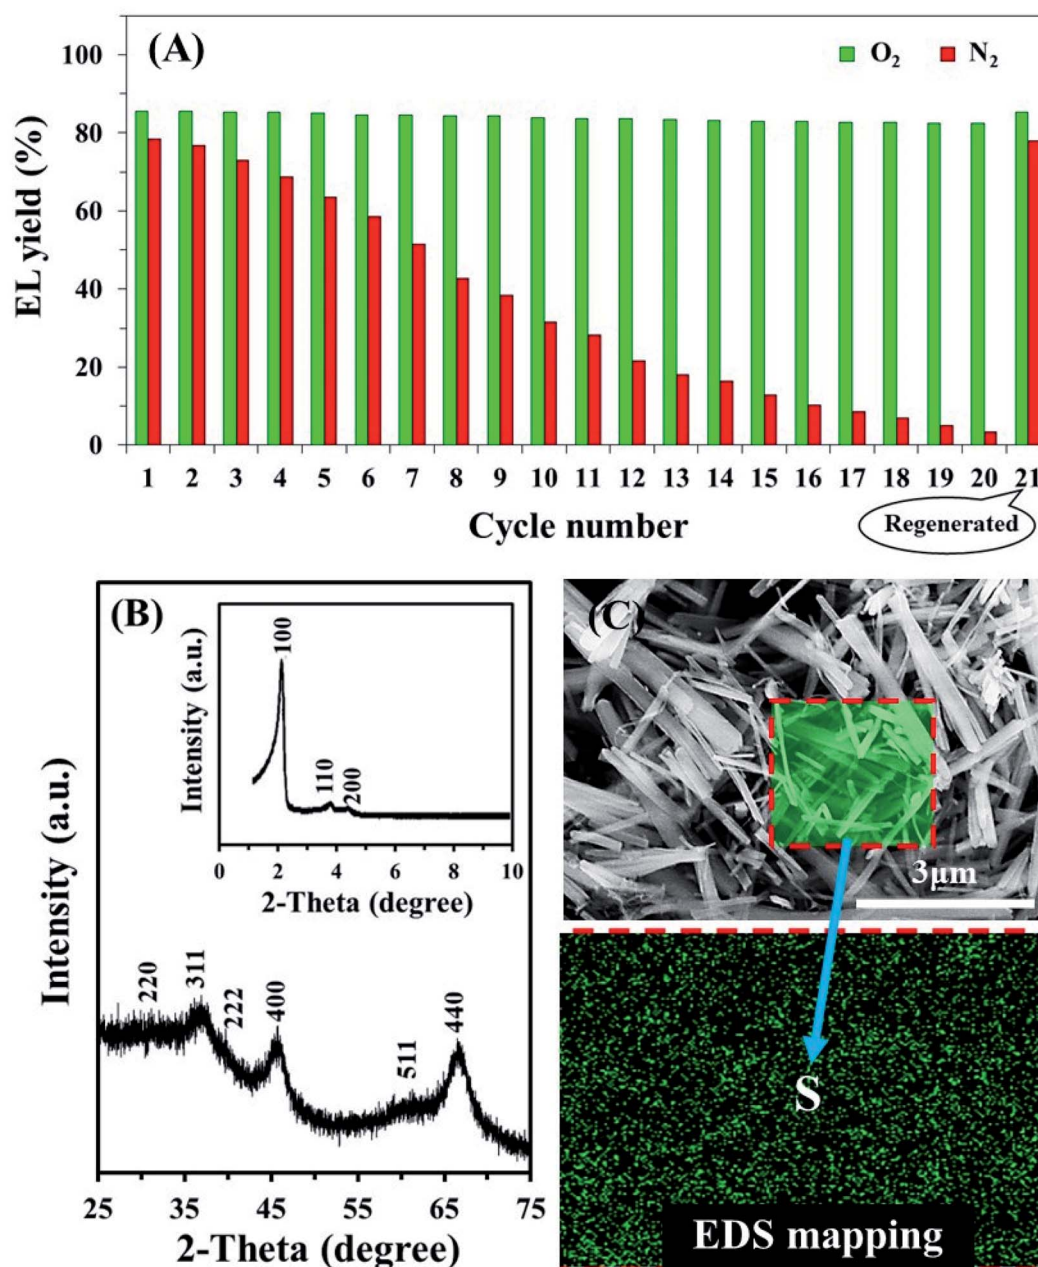 (A)
O₂
N₂
EL yield (%)
100
80
60
40
20
0
1 2 3 4 5 6 7 8 9 10 11 12 13 14 15 16 17 18 19 20 21
Cycle number
Regenerated
(B)
Intensity (a.u.)
100
110
200
0 2 4 6 8 10
2-Theta (degree)
Intensity (a.u.)
220
311
222
400
511
440
25 35 45 55 65 75
2-Theta (degree)
(C)
3µm
S
EDS mapping